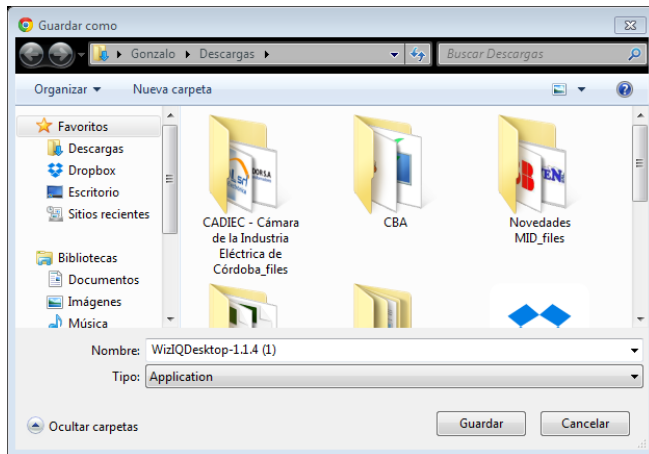 Guardar como
Gonzalo Descargas
Buscar Descargas
Organizar
Nueva carpeta
Favoritos
Descargas
Dropbox
Escritorio
Sitios recientes
Bibliotecas
Documentos
Imágenes
Música
CADIEC - Cámara
de la Industria
Eléctrica de
Córdoba_files
CBA
Novedades
MID_files
Nombre: WizIQDesktop-1.1.4 (1)
Tipo: Application
Ocultar carpetas
Guardar
Cancelar